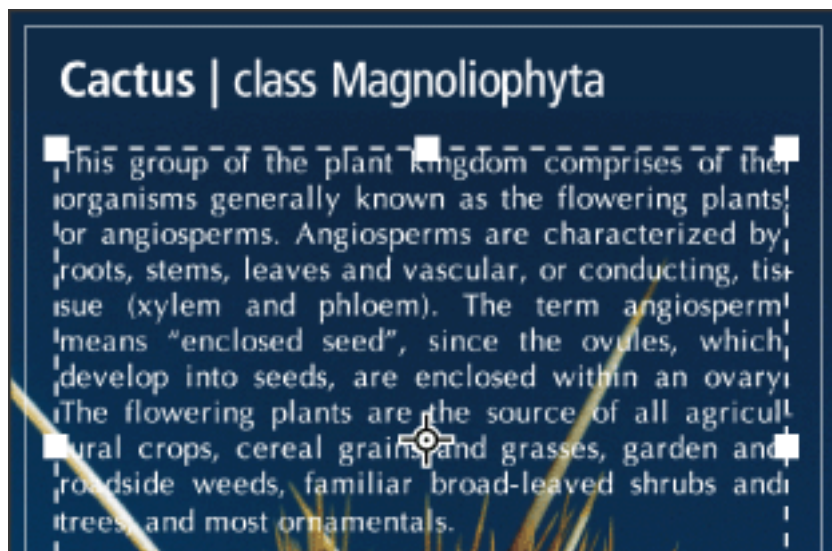 Cactus | class Magnoliophyta
This group of the plant kingdom comprises of the
organisms generally known as the flowering plants
or angiosperms. Angiosperms are characterized by
roots, stems, leaves and vascular, or conducting, tis-
sue (xylem and phloem). The term angiosperm
means “enclosed seed”, since the ovules, which
develop into seeds, are enclosed within an ovary
The flowering plants are the source of all agricul-
tural crops, cereal grains and grasses, garden and
roadside weeds, familiar broad-leaved shrubs and
trees, and most ornamentals.